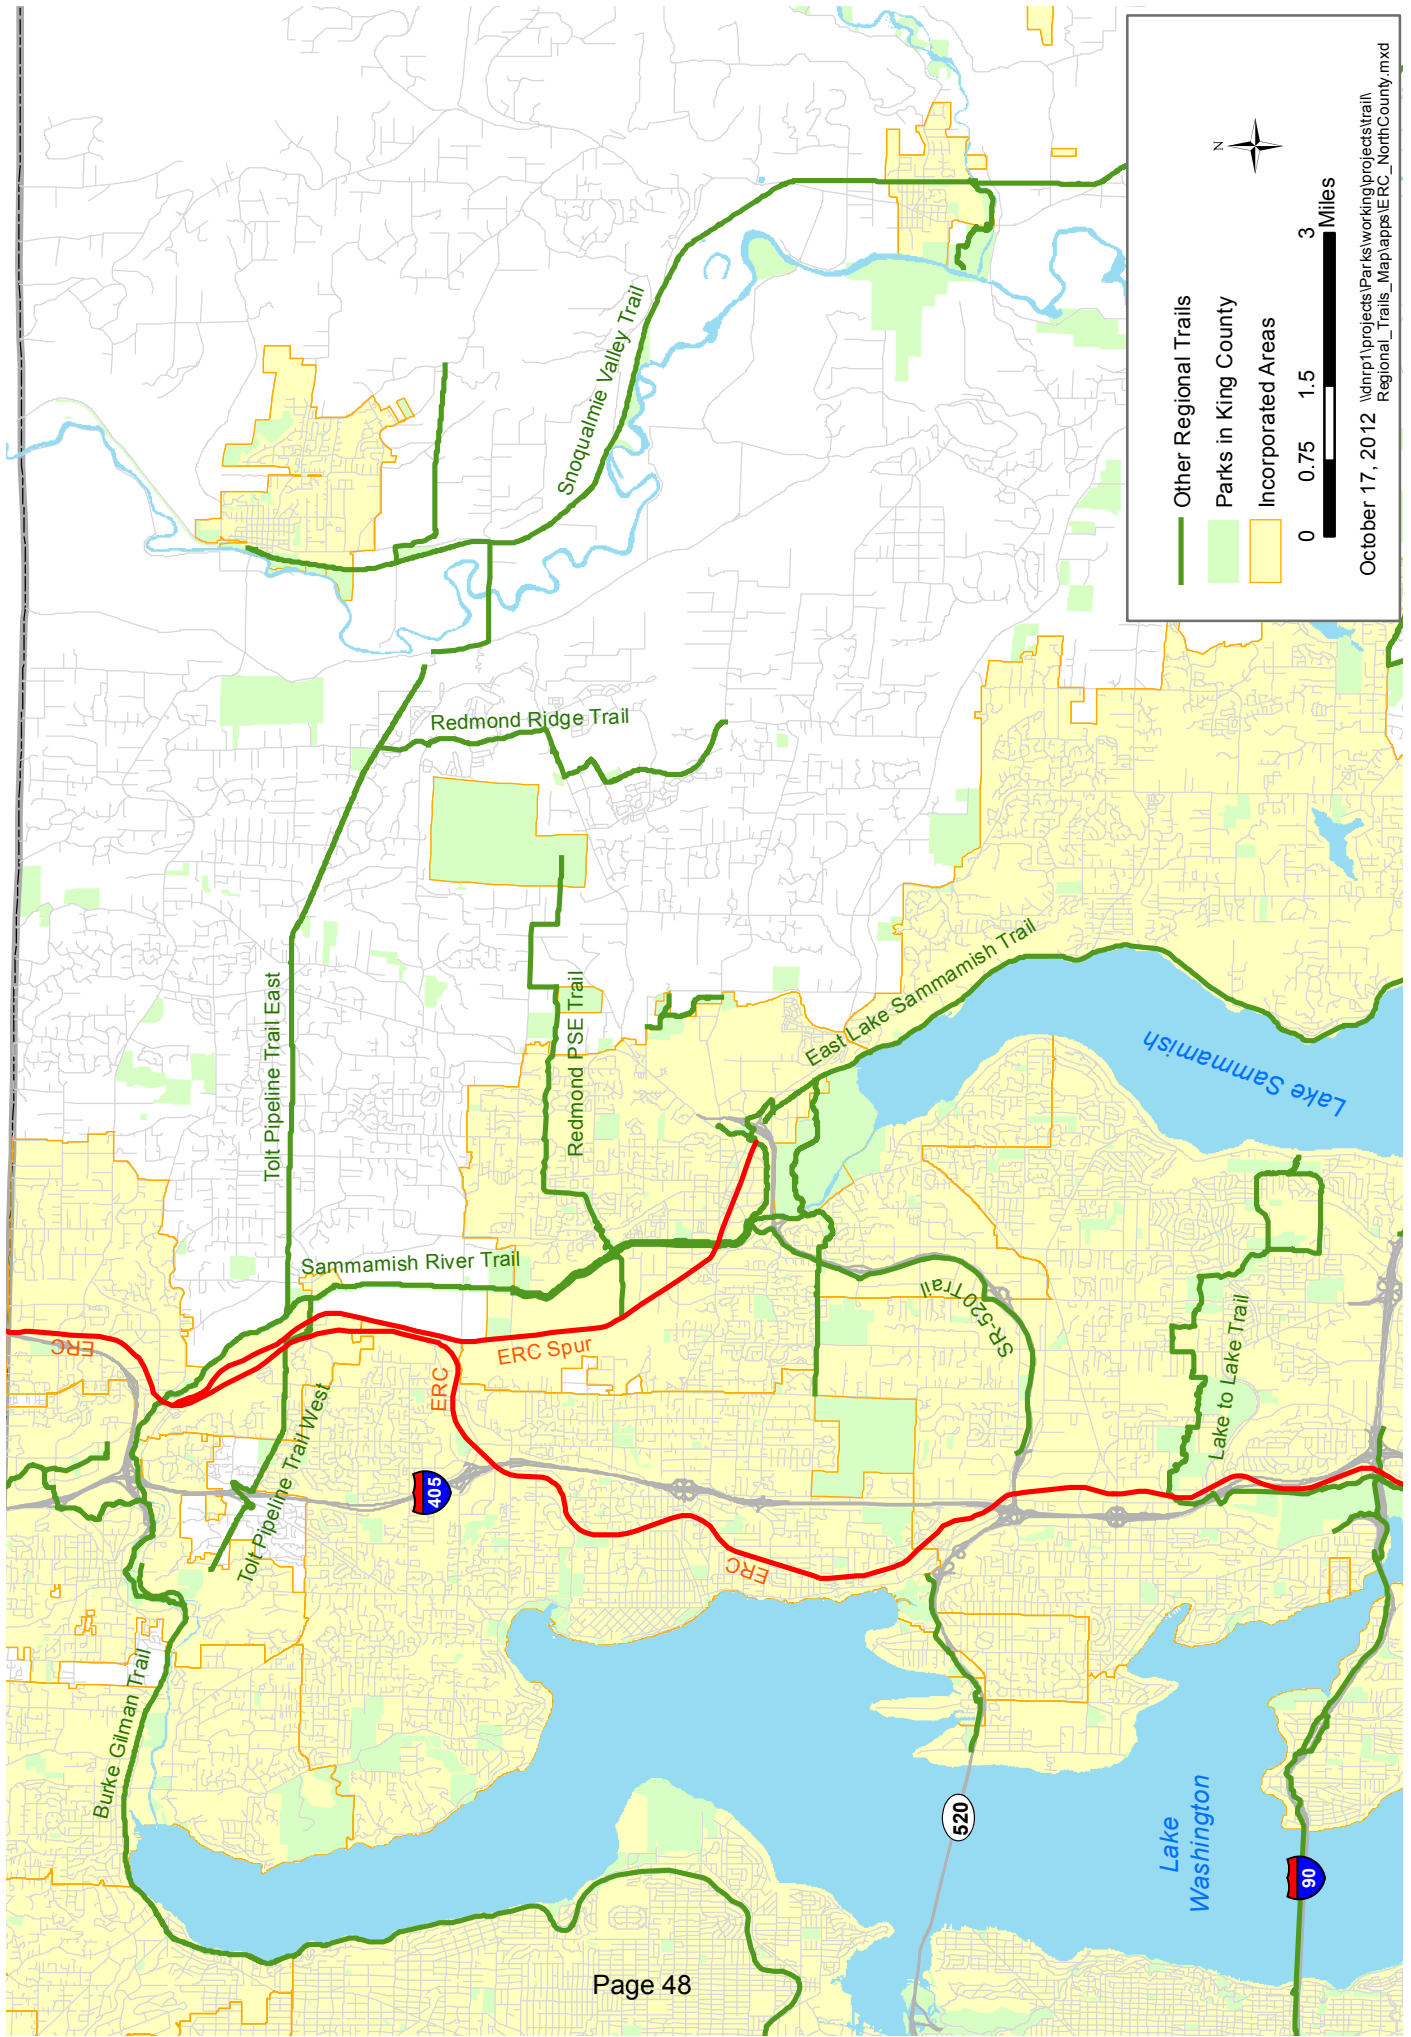 Burke Gilman Trail
Tolt Pipeline Trail West
Sammamish River Trail
Tolt Pipeline Trail East
Redmond Ridge Trail
Redmond PSE Trail
Snoqualmie Valley Trail
East Lake Sammamish Trail
SR-520 Trail
Lake to Lake Trail
ERC
ERC
ERC
ERC Spur
405
520
90
Lake
Washington
Lake Sammamish
N
Other Regional Trails
Parks in King County
Incorporated Areas
0 0.75 1.5 3
Miles
October 17, 2012
\\dnrp1\projects\Parks\working\projects\trail\
Regional_Trails_Map\apps\ERC_NorthCounty.mxd
Page 48